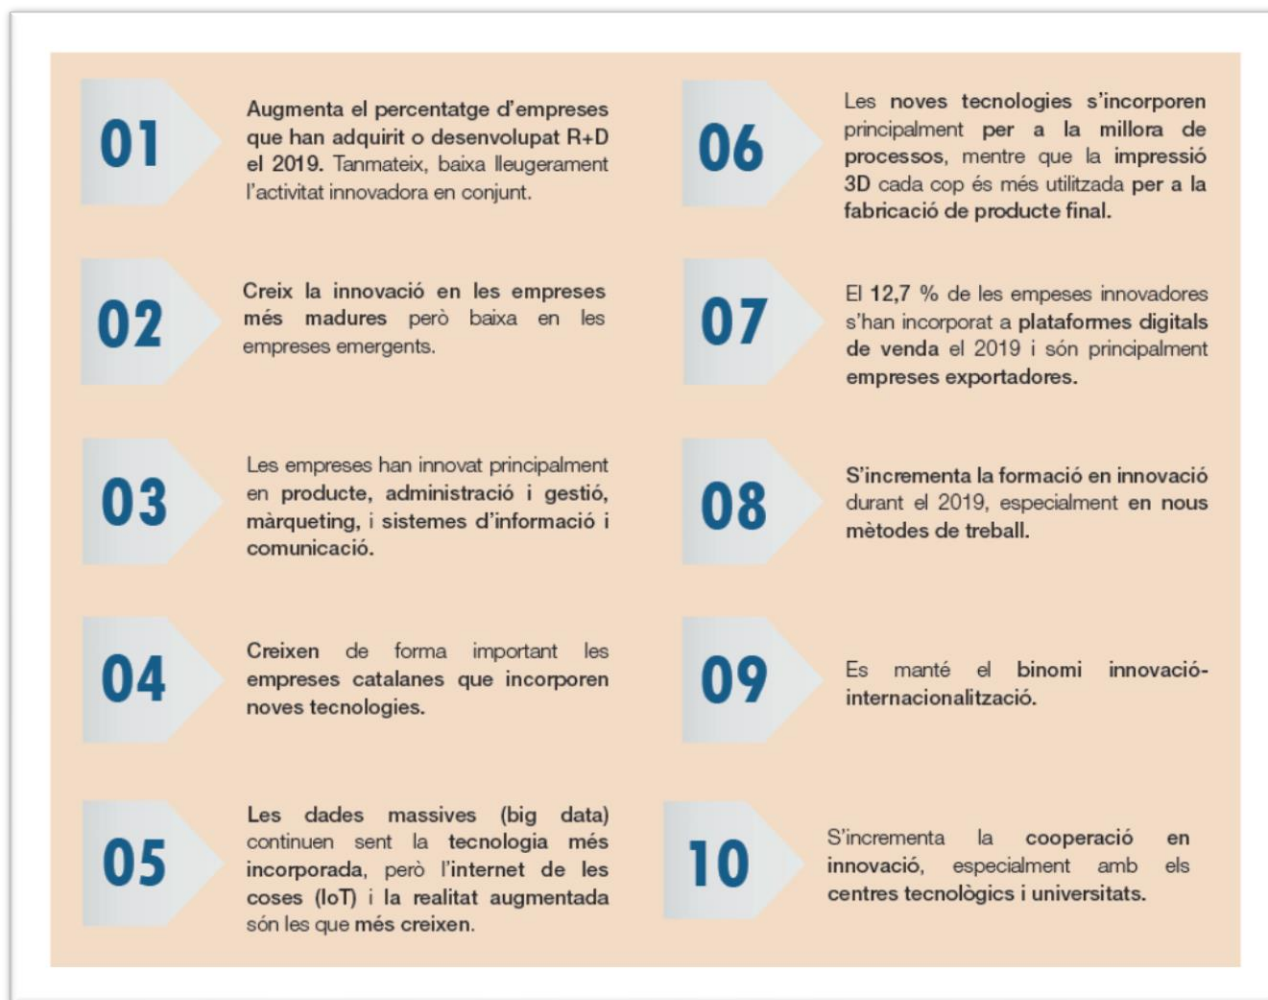 01
Augmenta el percentatge d'empreses
que han adquirit o desenvolupat R+D
el 2019. Tanmateix, baixa lleugerament
l'activitat innovadora en conjunt.
02
Creix la innovació en les empreses
més madures però baixa en les
empreses emergents.
03
Les empreses han innovat principalment
en producte, administració i gestió,
màrqueting, i sistemes d'informació i
comunicació.
04
Creixen de forma important les
empreses catalanes que incorporen
noves tecnologies.
05
Les dades massives (big data)
continuen sent la tecnologia més
incorporada, però l'internet de les
coses (IoT) i la realitat augmentada
són les que més creixen.
06
Les noves tecnologies s'incorporen
principalment per a la millora de
processos, mentre que la impressió
3D cada cop és més utilitzada per a la
fabricació de producte final.
07
El 12,7 % de les empeses innovadores
s'han incorporat a plataformes digitals
de venda el 2019 i són principalment
empreses exportadores.
08
S'incrementa la formació en innovació
durant el 2019, especialment en nous
mètodes de treball.
09
Es manté el binomi innovació-
internacionalització.
10
S'incrementa la cooperació en
innovació, especialment amb els
centres tecnològics i universitats.